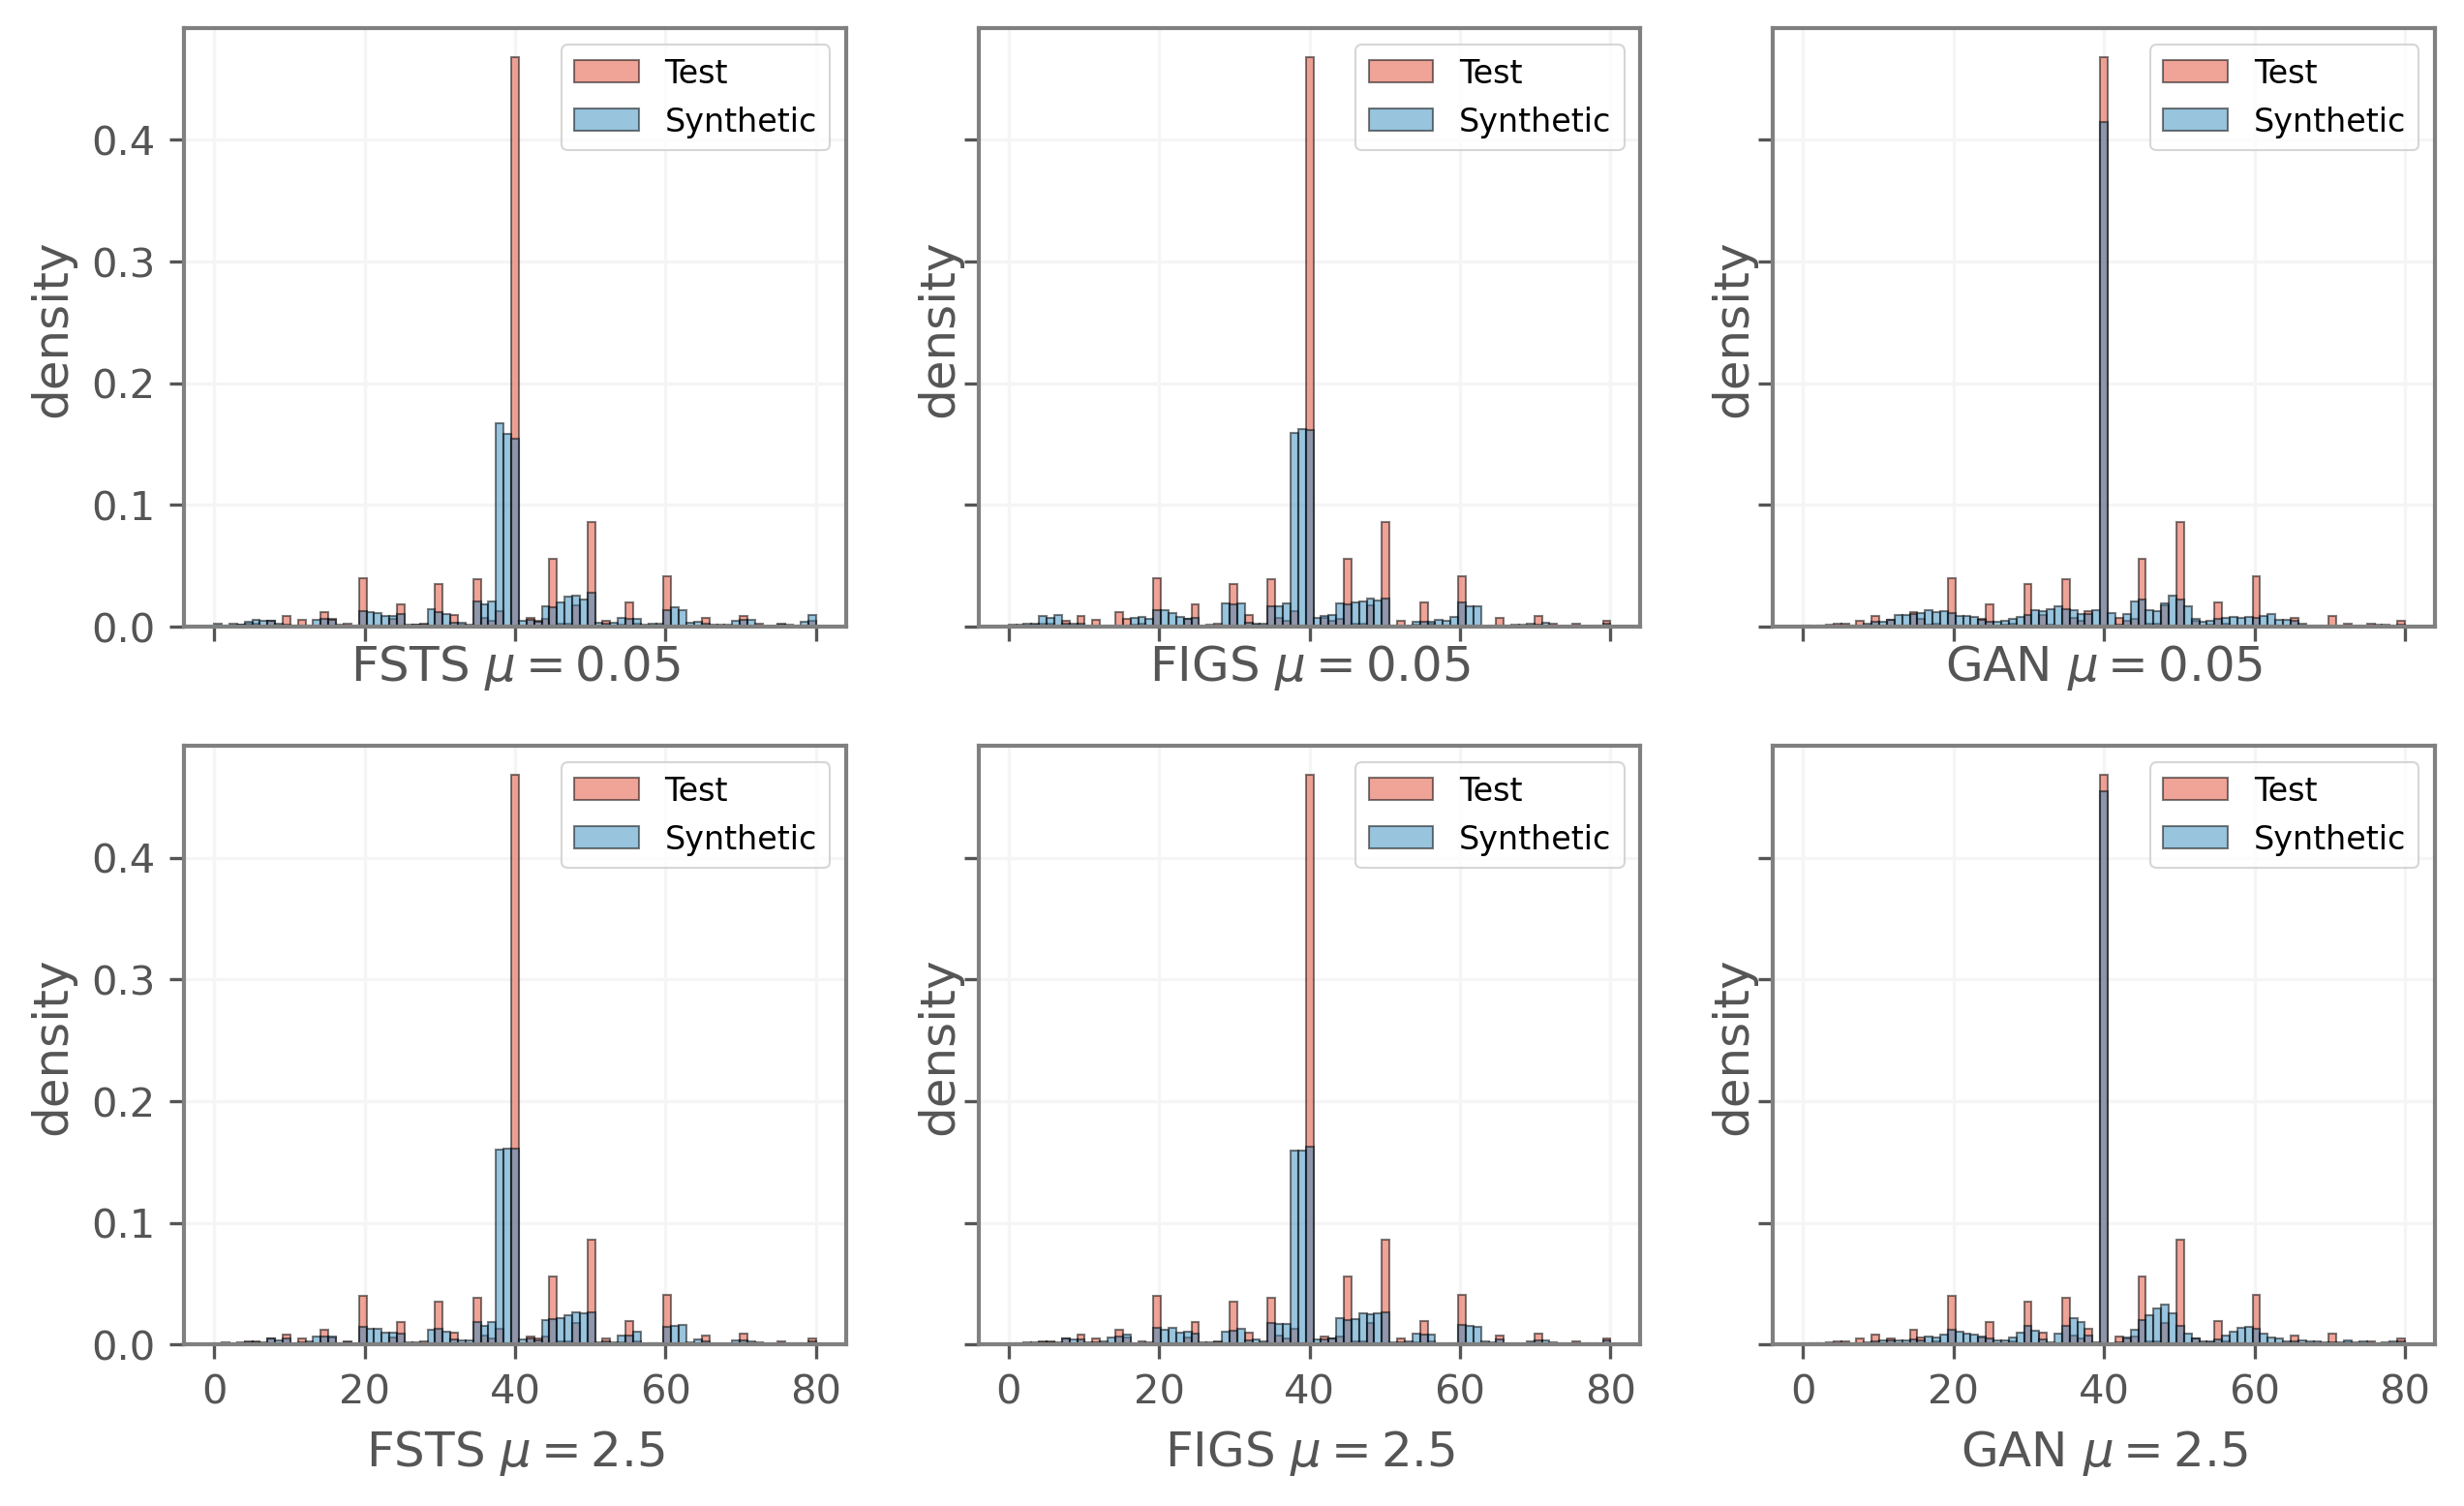 density
0.4
0.3
0.2
0.1
0.0
Test
Synthetic
FSTS μ = 0.05
density
Test
Synthetic
FIGS μ = 0.05
density
Test
Synthetic
GAN μ = 0.05
density
0.4
0.3
0.2
0.1
0.0
Test
Synthetic
0 20 40 60 80
FSTS μ = 2.5
density
Test
Synthetic
0 20 40 60 80
FIGS μ = 2.5
density
Test
Synthetic
0 20 40 60 80
GAN μ = 2.5